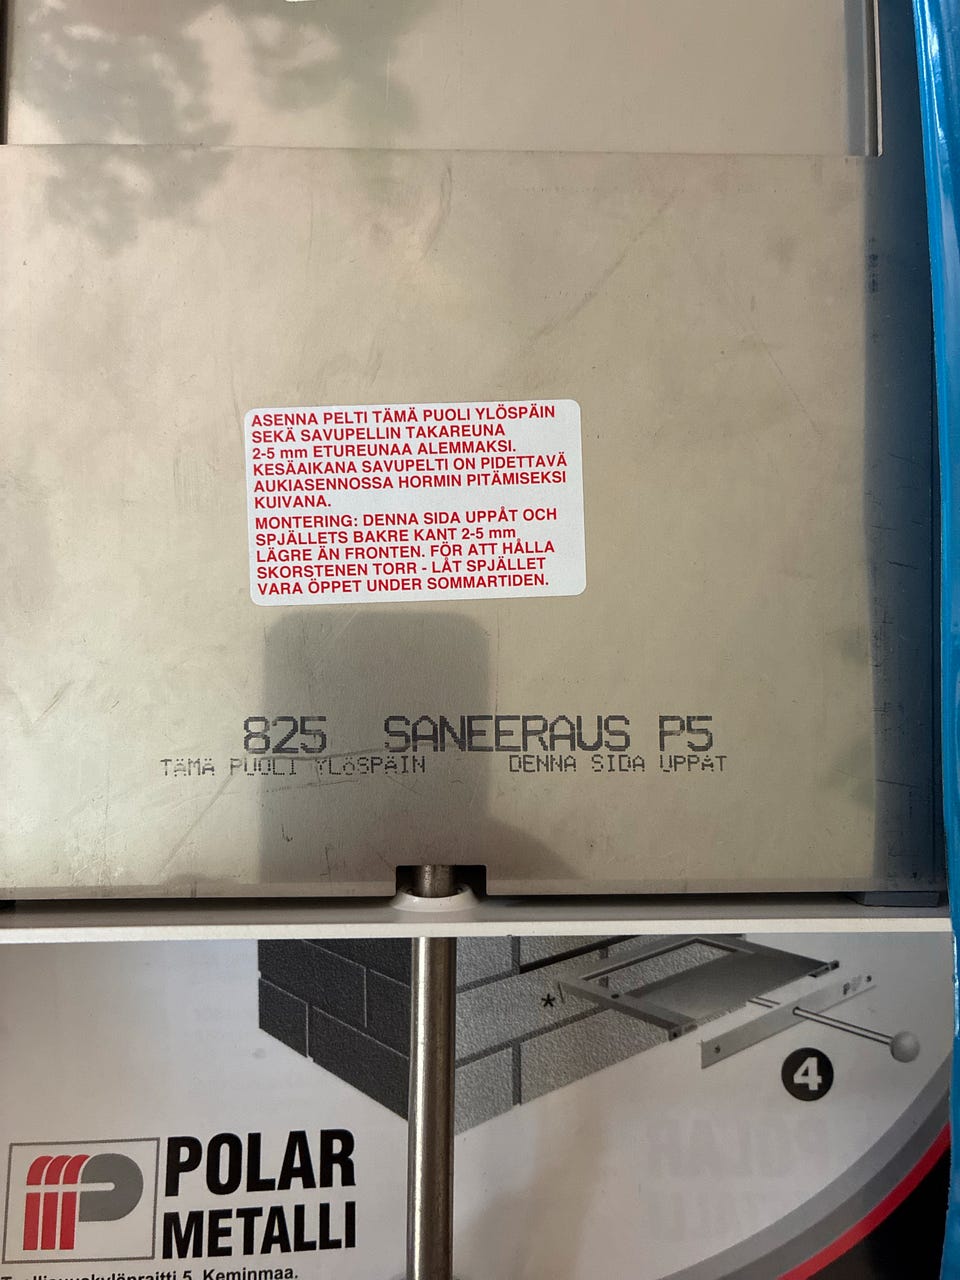 ASENNA PELTI TÄMÄ PUOLI YLÖSPÄIN
SEKÄ SAVUPELLIN TAKAREUNA
2-5 mm ETUREUNAA ALEMMAKSI.
KESÄAIKANA SAVUPELTI ON PIDETTAVÄ
AUKIASENNOSSA HORMIN PITÄMISEKSI
KUIVANA.
MONTERING: DENNA SIDA UPPÅT OCH
SPJÄLLETS BAKRE KANT 2-5 mm
LÄGRE ÄN FRONTEN. FÖR ATT HÅLLA
SKORSTENEN TORR - LÅT SPJÄLLET
VARA ÖPPET UNDER SOMMARTIDEN.
825 SANEERAUS P5
TÄMÄ PUOLI YLÖSPÄIN DENNA SIDA UPPÅT
*
4
POLAR
METALLI
5, Keminmaa.